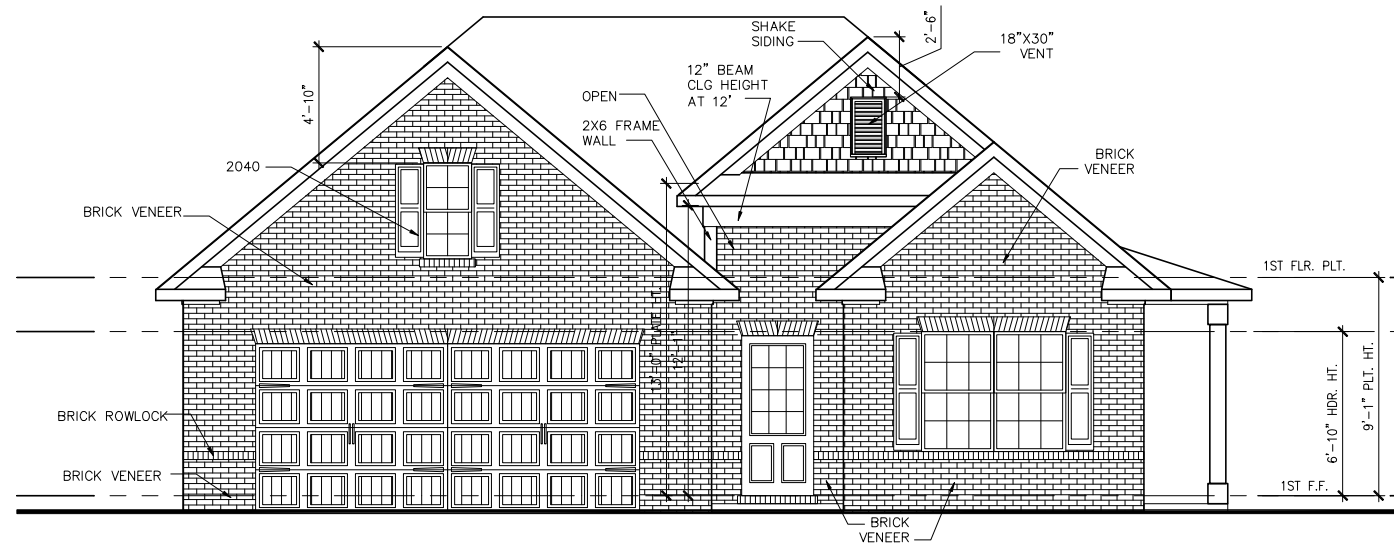 SHAKE
SIDING
2'-6"
18"X30"
VENT
4'-10"
12" BEAM
CLG HEIGHT
AT 12'
OPEN
2X6 FRAME
WALL
2040
BRICK
VENEER
BRICK VENEER
1ST FLR. PLT.
13'-0" PLATE HT.
12'-1"
6'-10" HDR. HT.
9'-1" PLT. HT.
BRICK ROWLOCK
BRICK VENEER
1ST F.F.
BRICK
VENEER